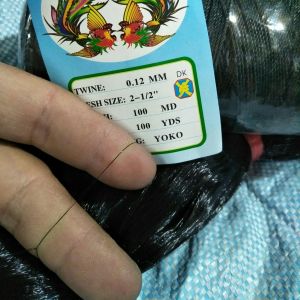 TWINE: 0.12 MM
DK
ESH SIZE: 2-1/2"
100 MD
100 YDS
G: YOKO